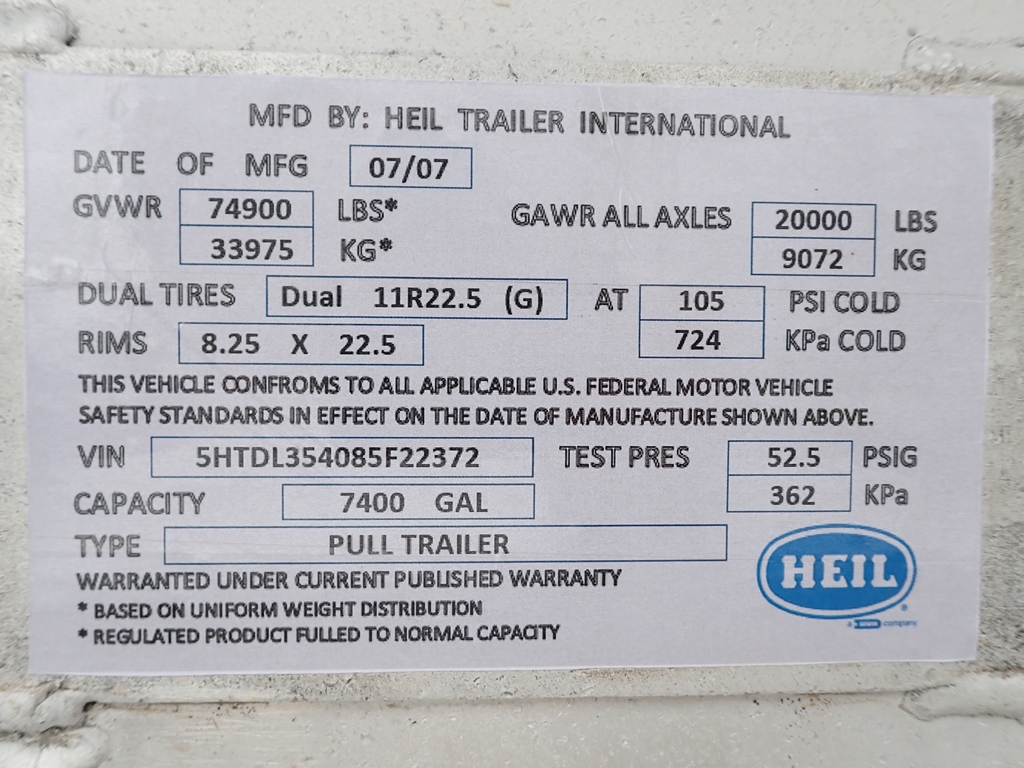 MFD BY: HEIL TRAILER INTERNATIONAL
DATE OF MFG 07/07
GVWR 74900 LBS* GAWR ALL AXLES 20000 LBS
33975 KG* 9072 KG
DUAL TIRES Dual 11R22.5 (G) AT 105 PSI COLD
RIMS 8.25 X 22.5 724 KPa COLD
THIS VEHICLE CONFROMS TO ALL APPLICABLE U.S. FEDERAL MOTOR VEHICLE
SAFETY STANDARDS IN EFFECT ON THE DATE OF MANUFACTURE SHOWN ABOVE.
VIN 5HTDL354085F22372 TEST PRES 52.5 PSIG
CAPACITY 7400 GAL 362 KPa
TYPE PULL TRAILER
HEIL ®
WARRANTED UNDER CURRENT PUBLISHED WARRANTY
* BASED ON UNIFORM WEIGHT DISTRIBUTION
a company
* REGULATED PRODUCT FULLED TO NORMAL CAPACITY